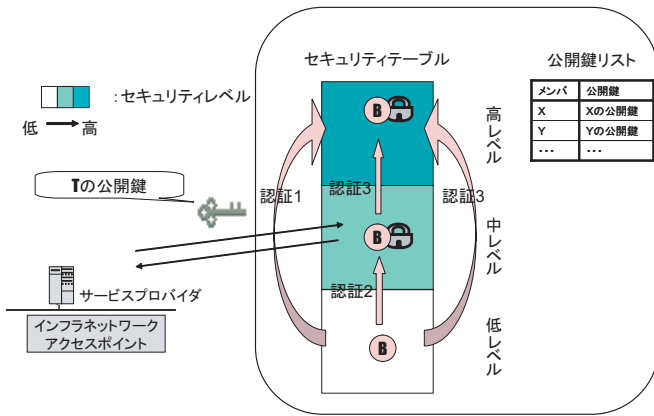 セキュリティテーブル
公開鍵リスト
:セキュリティレベル
低
高
メンバ 公開鍵
X Xの公開鍵
Y Yの公開鍵
... ...
B
高レベル
Tの公開鍵
認証1
認証3
認証3
B
中レベル
サービスプロバイダ
認証2
インフラネットワーク
アクセスポイント
B
低レベル